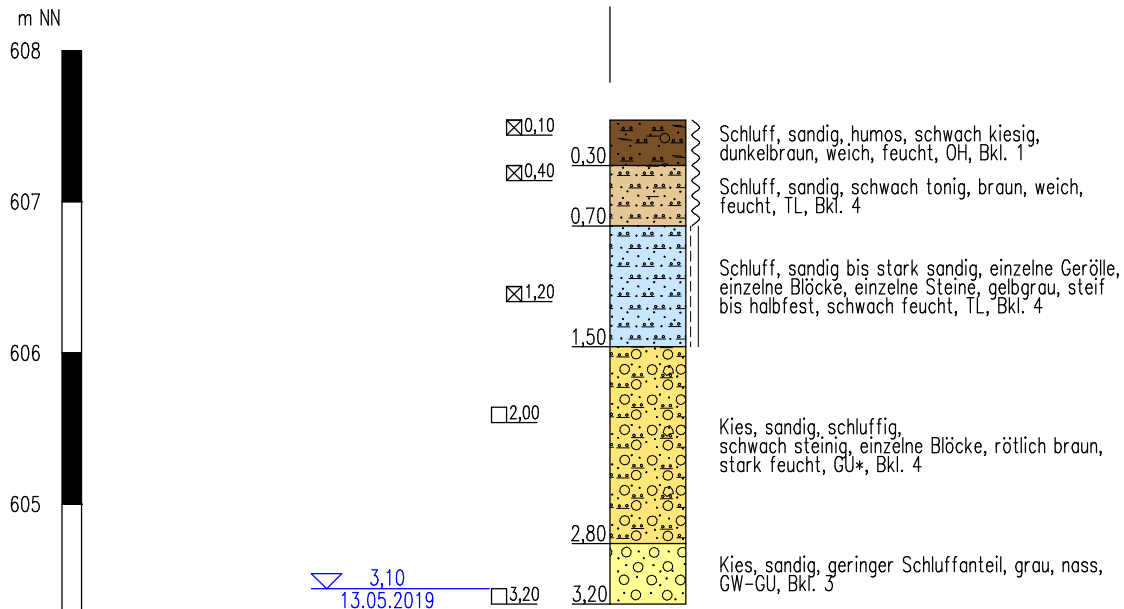 m NN
608
0,10
Schluff, sandig, humos, schwach kiesig,
dunkelbraun, weich, feucht, OH, Bkl. 1
0,30
0,40
Schluff, sandig, schwach tonig, braun, weich,
feucht, TL, Bkl. 4
607
0,70
Schluff, sandig bis stark sandig, einzelne Gerölle,
einzelne Blöcke, einzelne Steine, gelbgrau, steif
bis halbfest, schwach feucht, TL, Bkl. 4
1,20
1,50
606
2,00
Kies, sandig, schluffig,
schwach steinig, einzelne Blöcke, rötlich braun,
stark feucht, GU*, Bkl. 4
605
2,80
Kies, sandig, geringer Schluffanteil, grau, nass,
GW-GU, Bkl. 3
3,10
13.05.2019
3,20
3,20